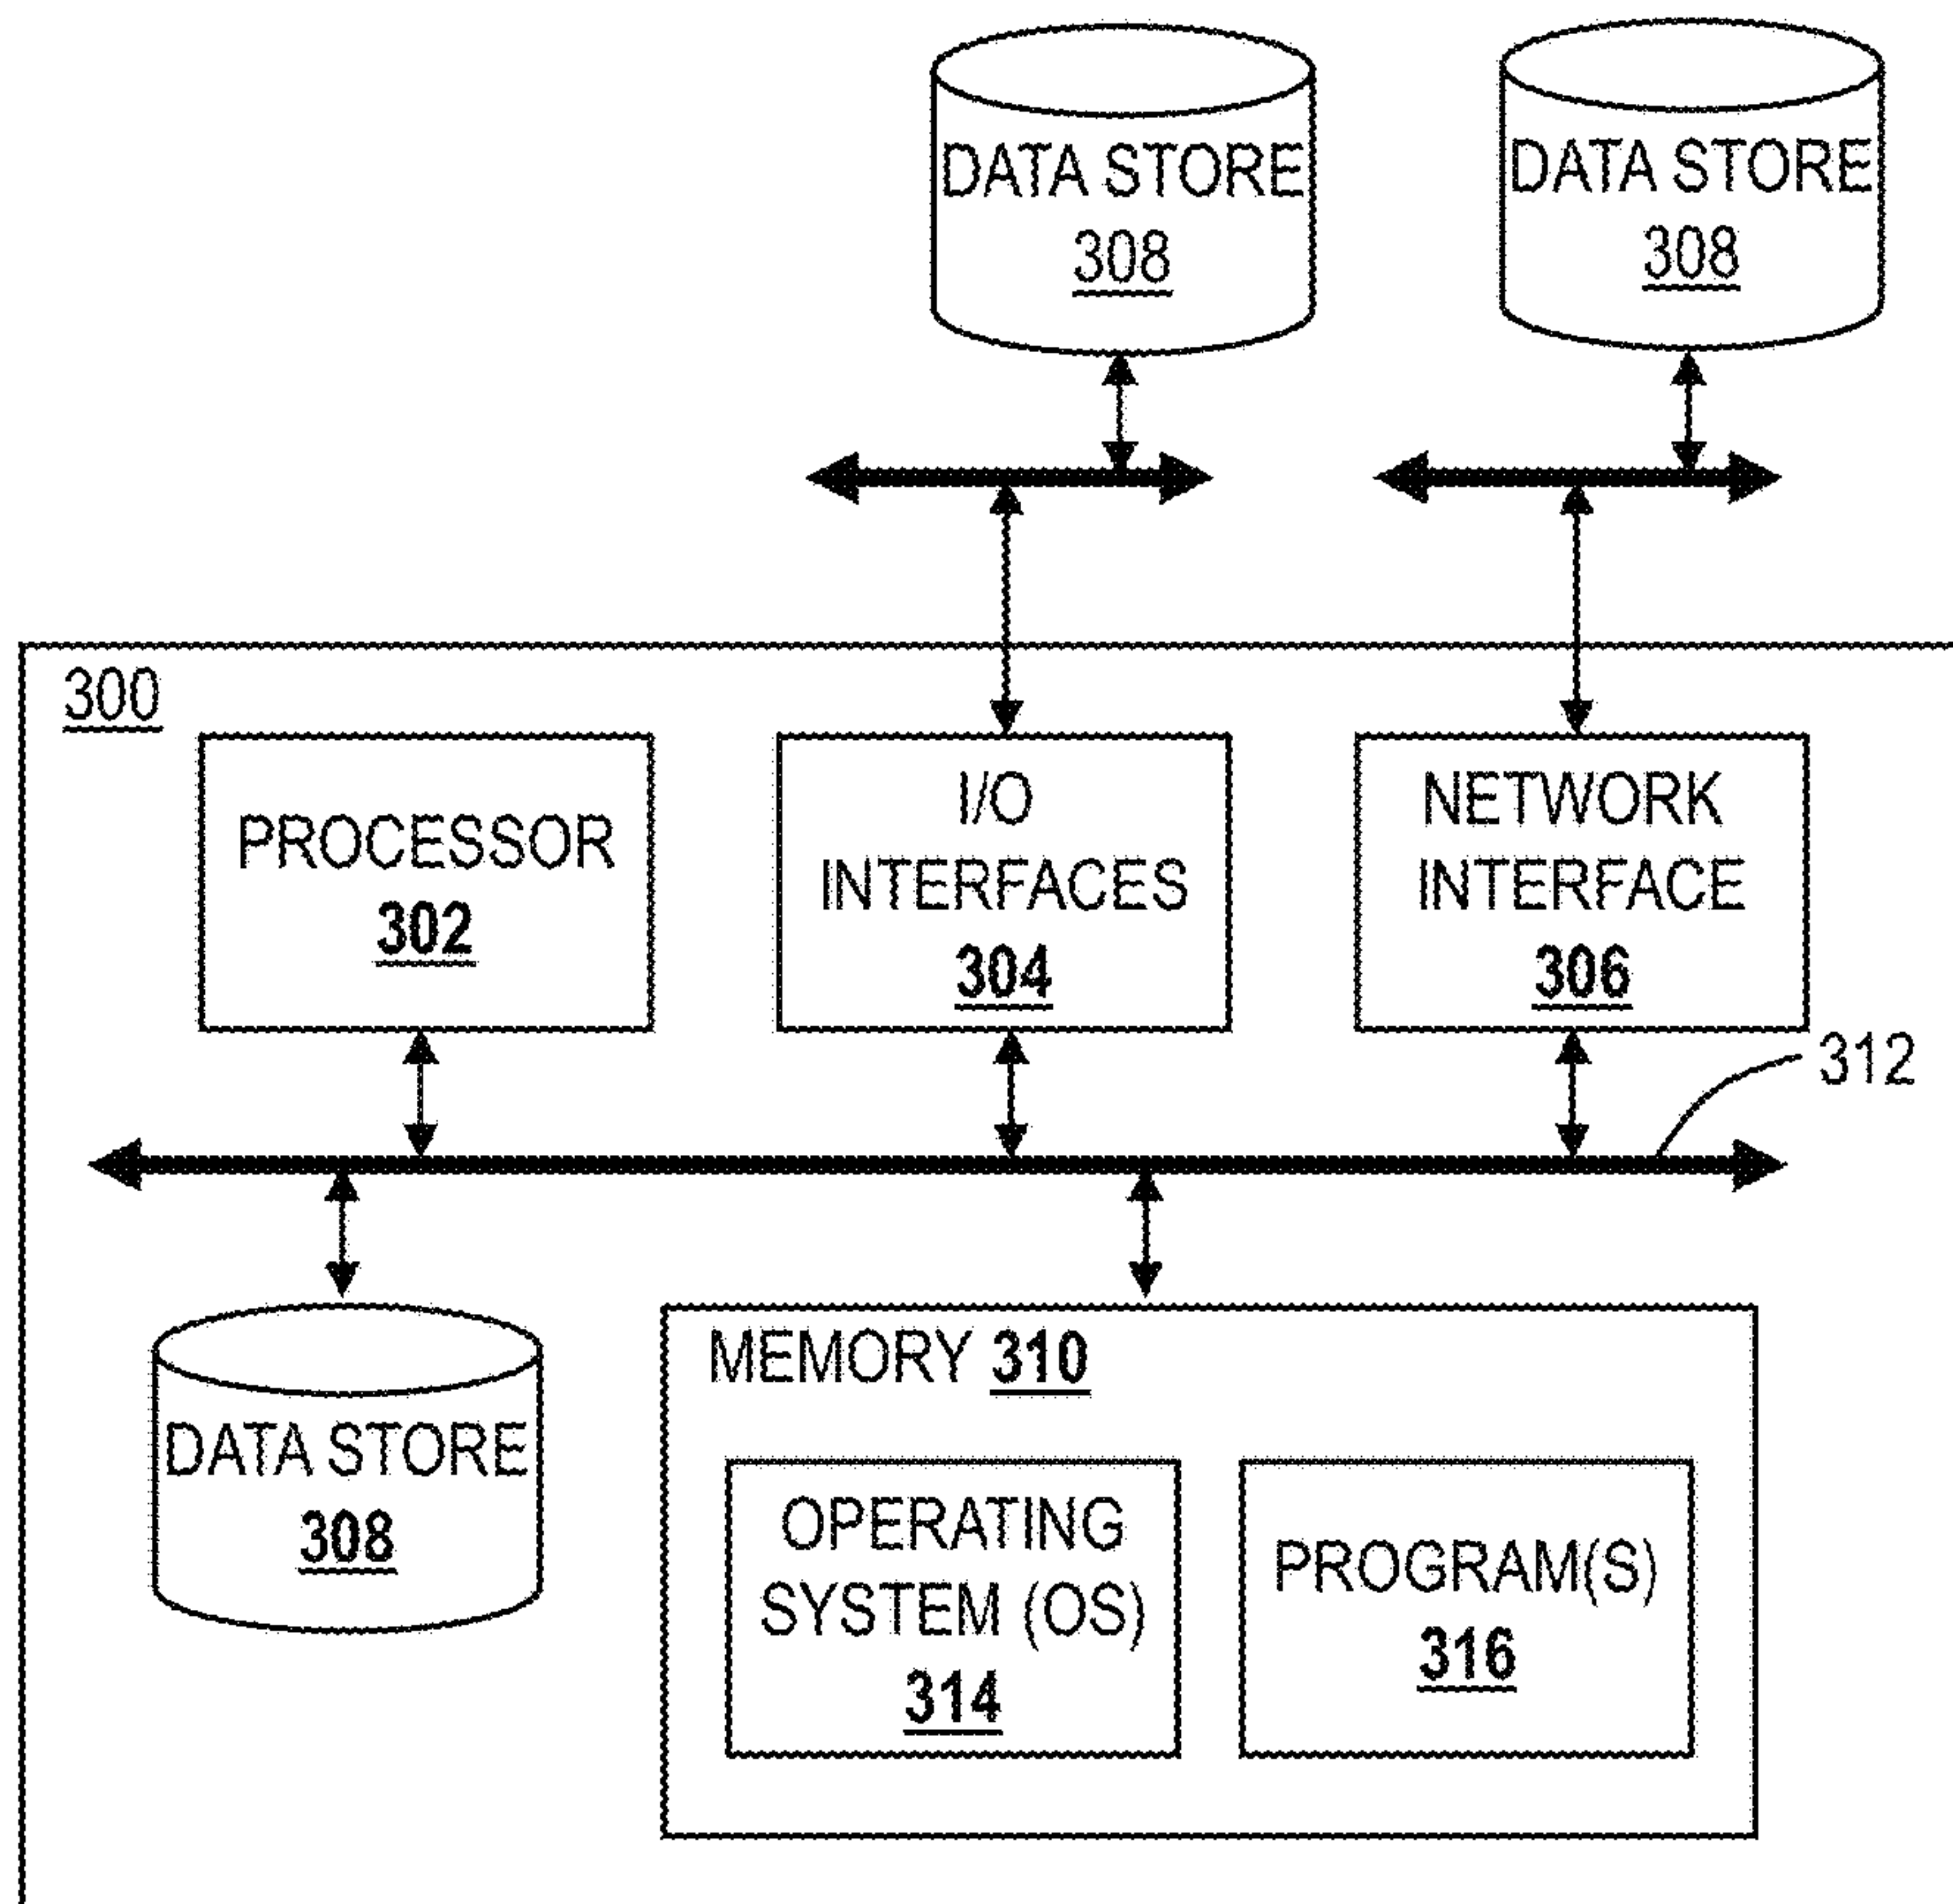 DATA STORE
308
DATA STORE
308
300
PROCESSOR
302
I/O
INTERFACES
304
NETWORK
INTERFACE
306
312
DATA STORE
308
MEMORY 310
OPERATING
SYSTEM (OS)
314
PROGRAM(S)
316